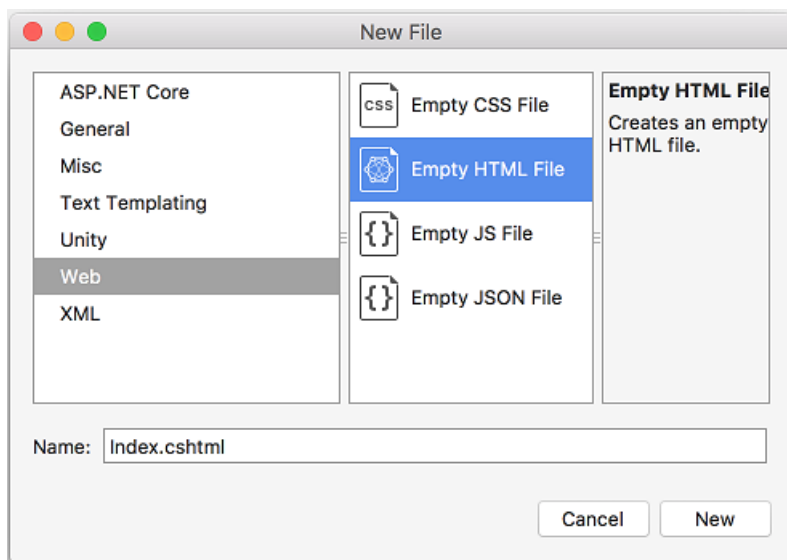 New File
ASP.NET Core
General
Misc
Text Templating
Unity
Web
XML
CSS
Empty CSS File
Empty HTML File
{}
Empty JS File
{}
Empty JSON File
Empty HTML File
Creates an empty
HTML file.
Name:
Index.cshtml
Cancel
New